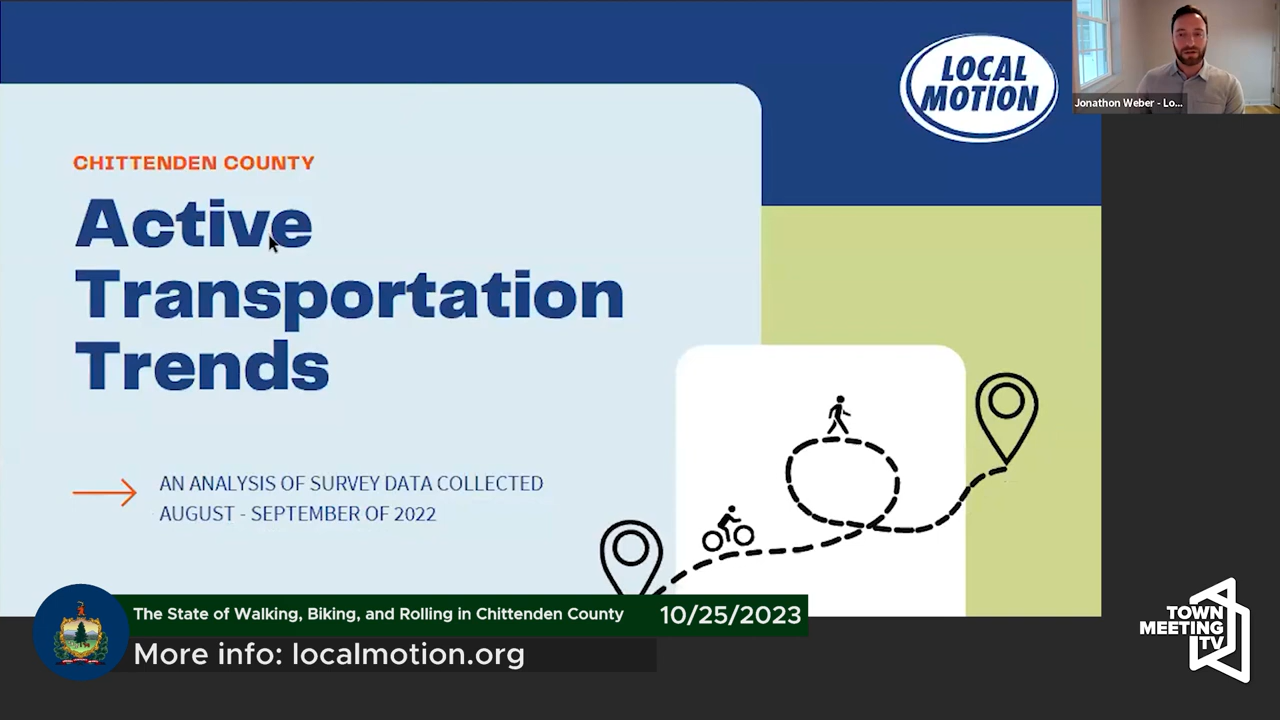 LOCAL
MOTION
Jonathon Weber - Lo...
CHITTENDEN COUNTY
Active
Transportation
Trends
AN ANALYSIS OF SURVEY DATA COLLECTED
AUGUST - SEPTEMBER OF 2022
The State of Walking, Biking, and Rolling in Chittenden County 10/25/2023
More info: localmotion.org
TOWN
MEETING
TV